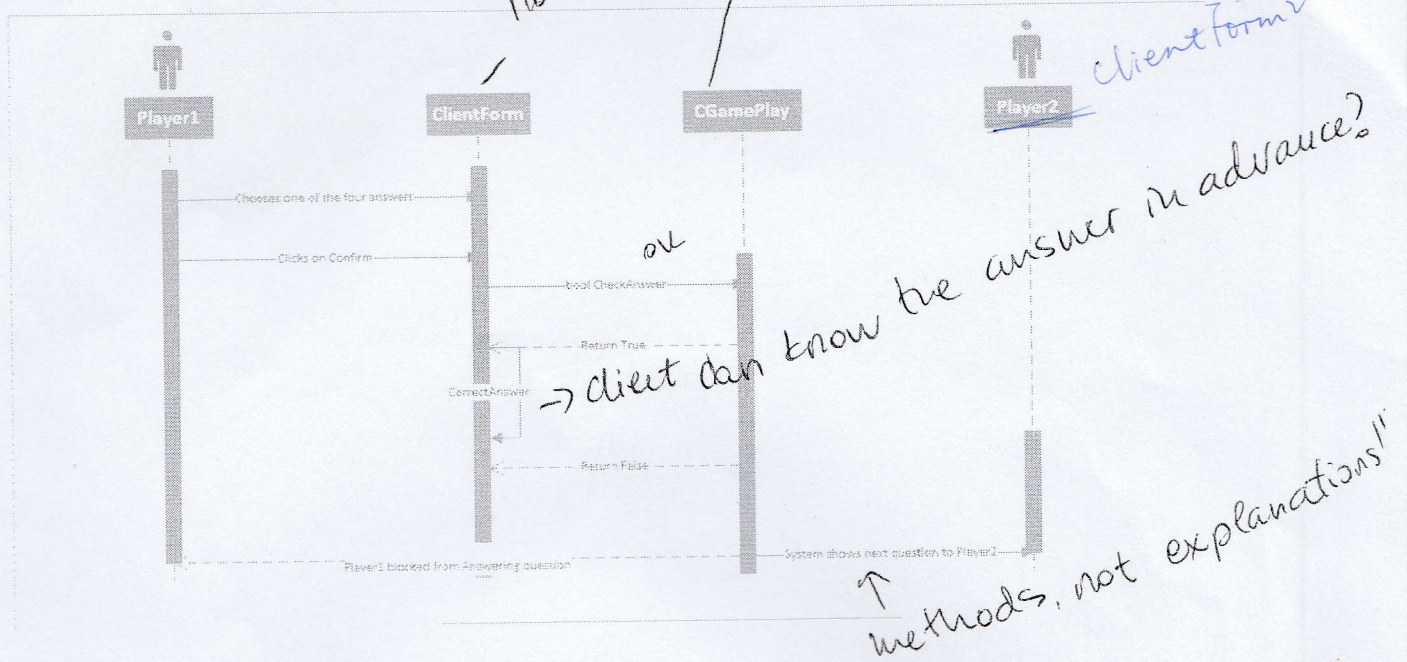 clientForm2
Player1
ClientForm
CGamePlay
Player2
Chooses one of the four answers
Clicks on Confirm
ok
bool CheckAnswer
Return True
CorrectAnswer
→ client can know the answer in advance?
Return False
System shows next question to Player2
Player1 blocked from Answering question
↑
methods, not explanations!!